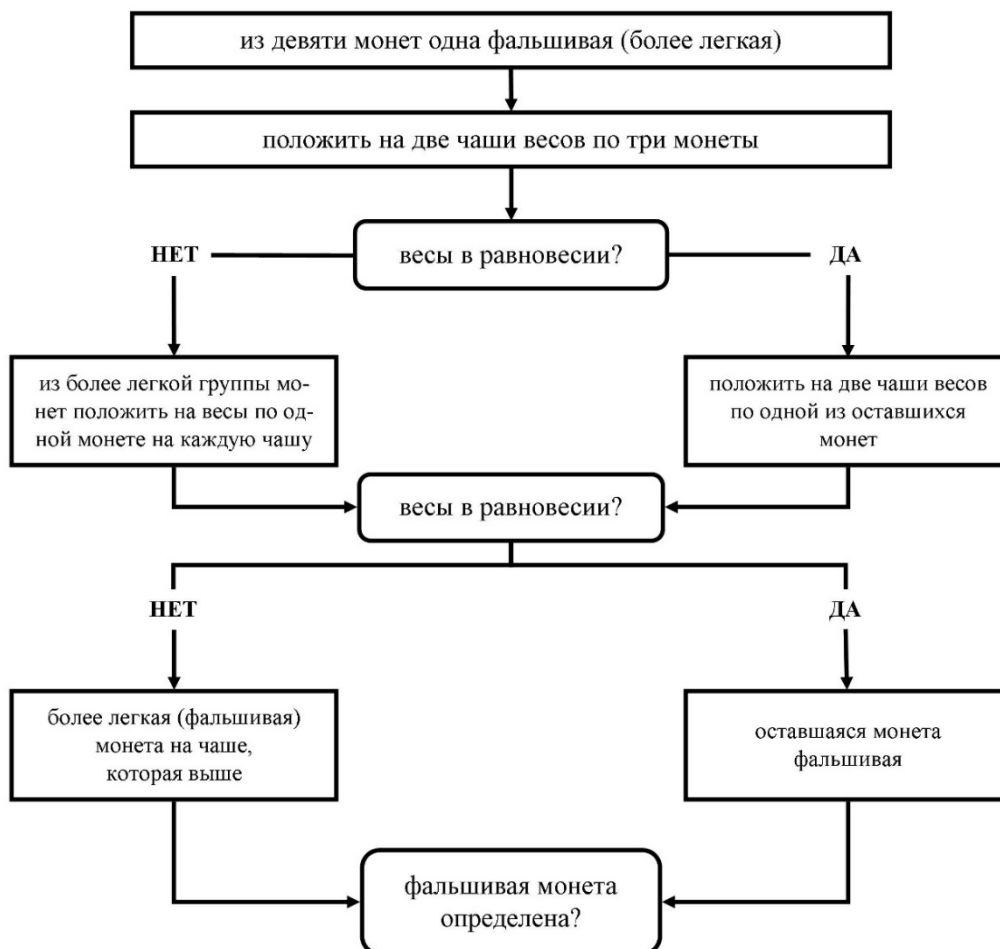 из девяти монет одна фальшивая (более легкая)
положить на две чаши весов по три монеты
весы в равновесии?
НЕТ
ДА
из более легкой группы мо-
нет положить на весы по од-
ной монете на каждую чашу
положить на две чаши весов
по одной из оставшихся
монет
весы в равновесии?
НЕТ
ДА
более легкая (фальшивая)
монета на чаше,
которая выше
оставшаяся монета
фальшивая
фальшивая монета
определена?